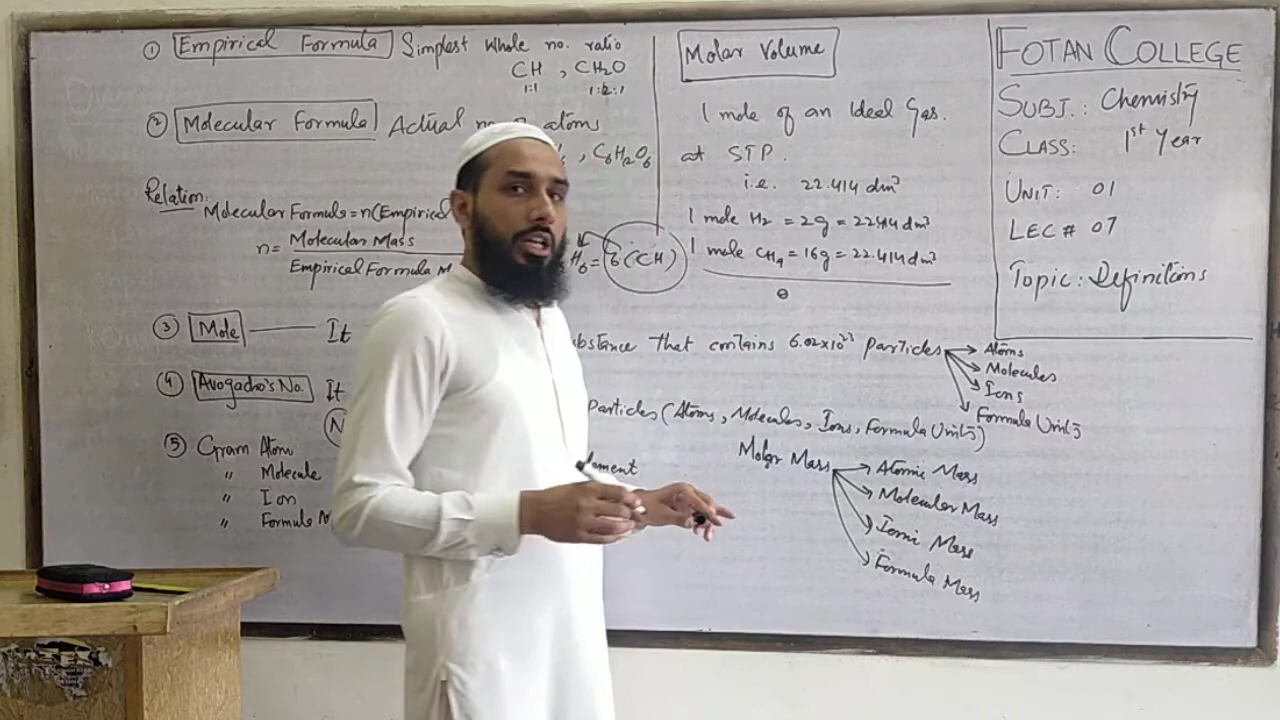 ① Empirical Formula Simplest Whole no. ratio
CH , CH2O
1:1 1:2:1
② Molecular Formula Actual no. atoms
, C6H12O6
Relation:
Molecular Formula = n(Empirical
n = Molecular Mass
Empirical Formula M
H6 = 6(CH)
Molar Volume
1 mole of an Ideal Gas.
at STP.
i.e. 22.414 dm³
1 mole H2 = 2g = 22.414 dm³
1 mole CH4 = 16g = 22.414 dm³
FOTAN COLLEGE
SUBJ.: Chemistry
CLASS: 1st Year
UNIT: 01
LEC # 07
Topic: Definitions
③ Mole — It substance that contains 6.02x10²³ particles
Atoms
Molecules
Ions
Formula Units
④ Avogadro's No. It
N
Particles (Atoms, Molecules, Ions, Formula Units)
⑤ Gram Atom
" Molecule
" Ion
" Formula
lement
Molar Mass
Atomic Mass
Molecular Mass
Ionic Mass
Formula Mass